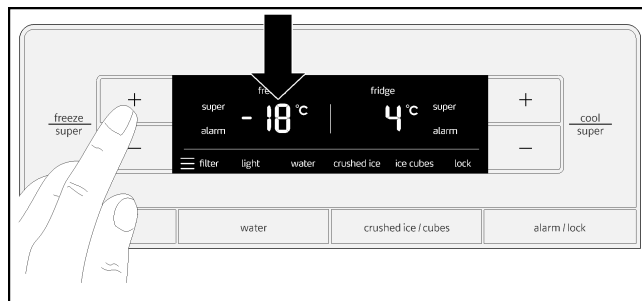 fridge
super
-18 °C
4 °C
super
alarm
alarm
freeze
super
+
−
+
−
cool
super
filter light water crushed ice ice cubes lock
water crushed ice / cubes alarm / lock